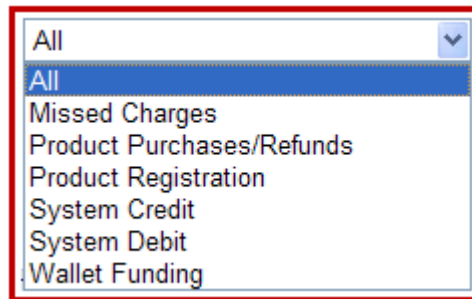 All
All
Missed Charges
Product Purchases/Refunds
Product Registration
System Credit
System Debit
Wallet Funding